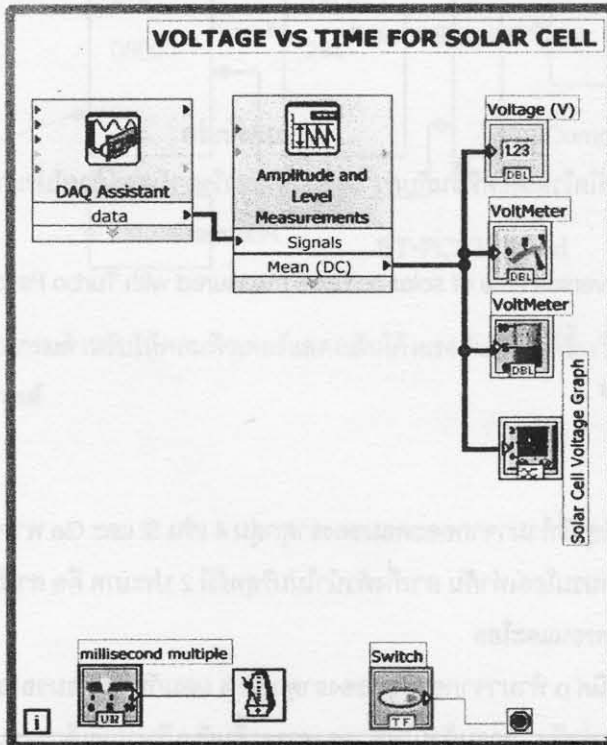 VOLTAGE VS TIME FOR SOLAR CELL
Voltage (V)
123
DBL
DAQ Assistant
data
Amplitude and
Level
Measurements
Signals
Mean (DC)
VoltMeter
DBL
VoltMeter
DBL
Solar Cell Voltage Graph
millisecond multiple
Switch
TF
i